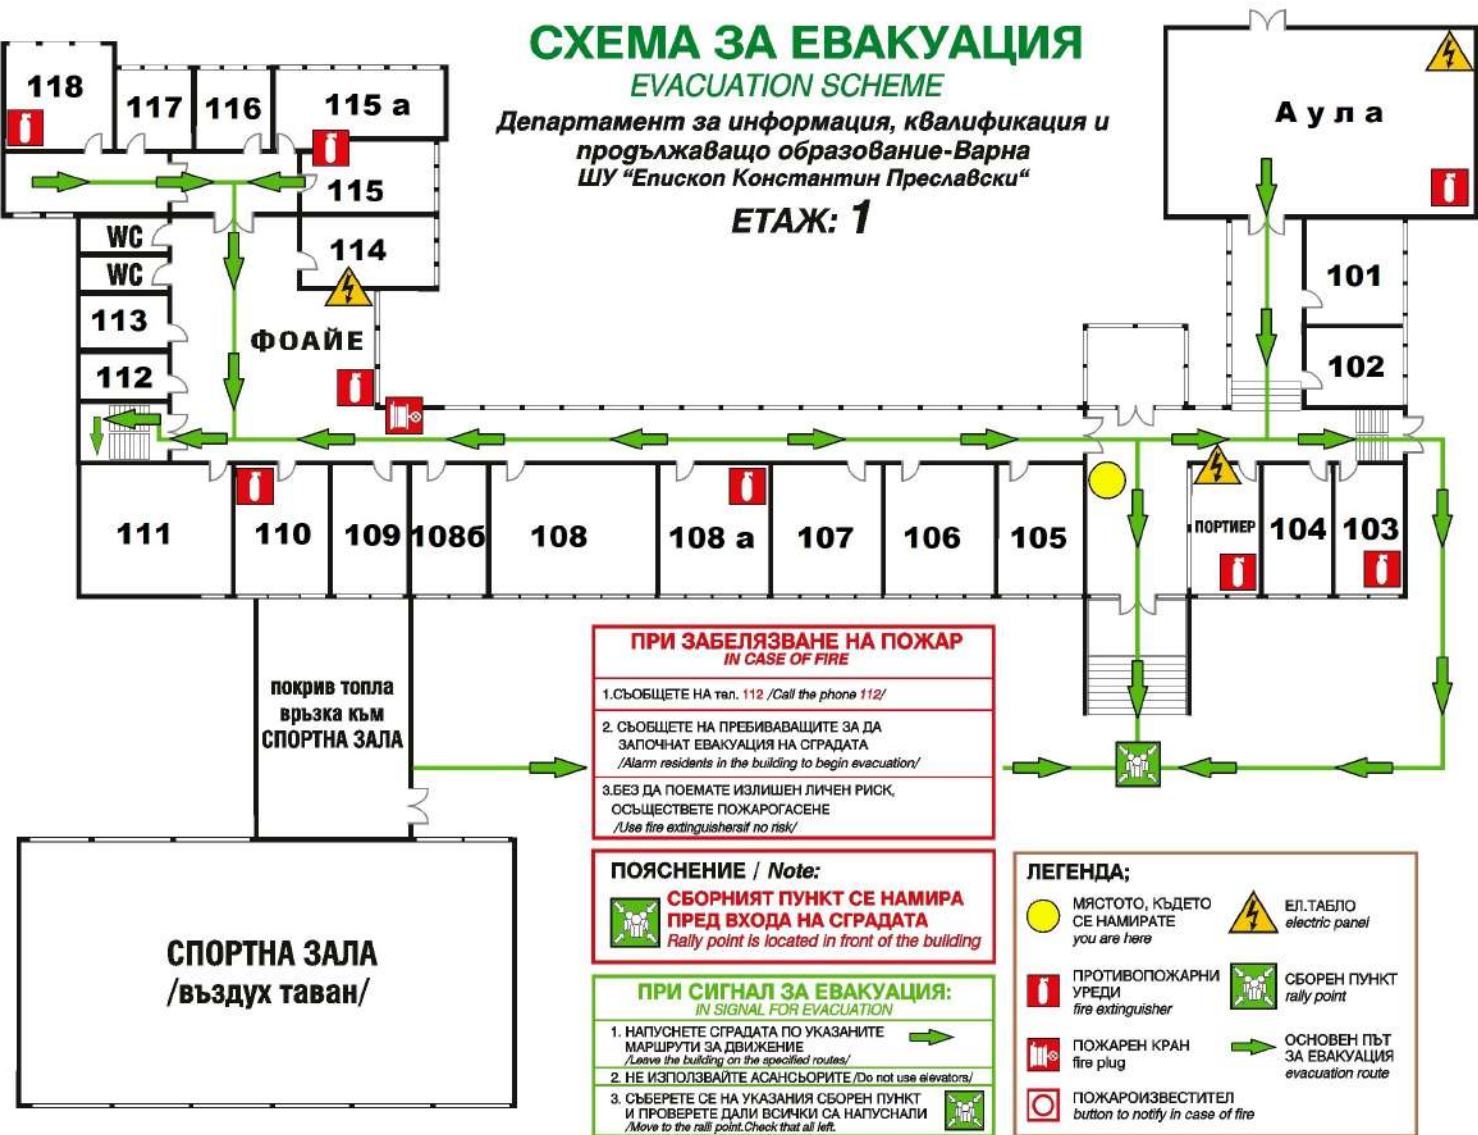 СХЕМА ЗА ЕВАКУАЦИЯ
EVACUATION SCHEME
Департамент за информация, квалификация и
продължаващо образование-Варна
ШУ “Епископ Константин Преславски“
ЕТАЖ: 1
118
117
116
115 а
115
114
WC
WC
113
112
ФОАЙЕ
Аула
101
102
111
110
109
108б
108
108 а
107
106
105
ПОРТИЕР
104
103
покрив топла
връзка към
СПОРТНА ЗАЛА
СПОРТНА ЗАЛА
/въздух таван/
ПРИ ЗАБЕЛЯЗВАНЕ НА ПОЖАР
IN CASE OF FIRE
1.СЪОБЩЕТЕ НА тел. 112 /Call the phone 112/
2. СЪОБЩЕТЕ НА ПРЕБИВАВАЩИТЕ ЗА ДА
ЗАПОЧНАТ ЕВАКУАЦИЯ НА СГРАДАТА
/Alarm residents in the building to begin evacuation/
3.БЕЗ ДА ПОЕМАТЕ ИЗЛИШЕН ЛИЧЕН РИСК,
ОСЪЩЕСТВЕТЕ ПОЖАРОГАСЕНЕ
/Use fire extinguishersif no risk/
ПОЯСНЕНИЕ / Note:
СБОРНИЯТ ПУНКТ СЕ НАМИРА
ПРЕД ВХОДА НА СГРАДАТА
Rally point is located in front of the building
ПРИ СИГНАЛ ЗА ЕВАКУАЦИЯ:
IN SIGNAL FOR EVACUATION
1. НАПУСНЕТЕ СГРАДАТА ПО УКАЗАНИТЕ
МАРШРУТИ ЗА ДВИЖЕНИЕ
/Leave the building on the specified routes/
2. НЕ ИЗПОЛЗВАЙТЕ АСАНСЬОРИТЕ /Do not use elevators/
3. СЪБЕРЕТЕ СЕ НА УКАЗАНИЯ СБОРЕН ПУНКТ
И ПРОВЕРЕТЕ ДАЛИ ВСИЧКИ СА НАПУСНАЛИ
/Move to the ralli point.Check that all left.
ЛЕГЕНДА;
МЯСТОТО, КЪДЕТО
СЕ НАМИРАТЕ
you are here
ЕЛ.ТАБЛО
electric panel
ПРОТИВОПОЖАРНИ
УРЕДИ
fire extinguisher
СБОРЕН ПУНКТ
rally point
ПОЖАРЕН КРАН
fire plug
ОСНОВЕН ПЪТ
ЗА ЕВАКУАЦИЯ
evacuation route
ПОЖАРОИЗВЕСТИТЕЛ
button to notify in case of fire